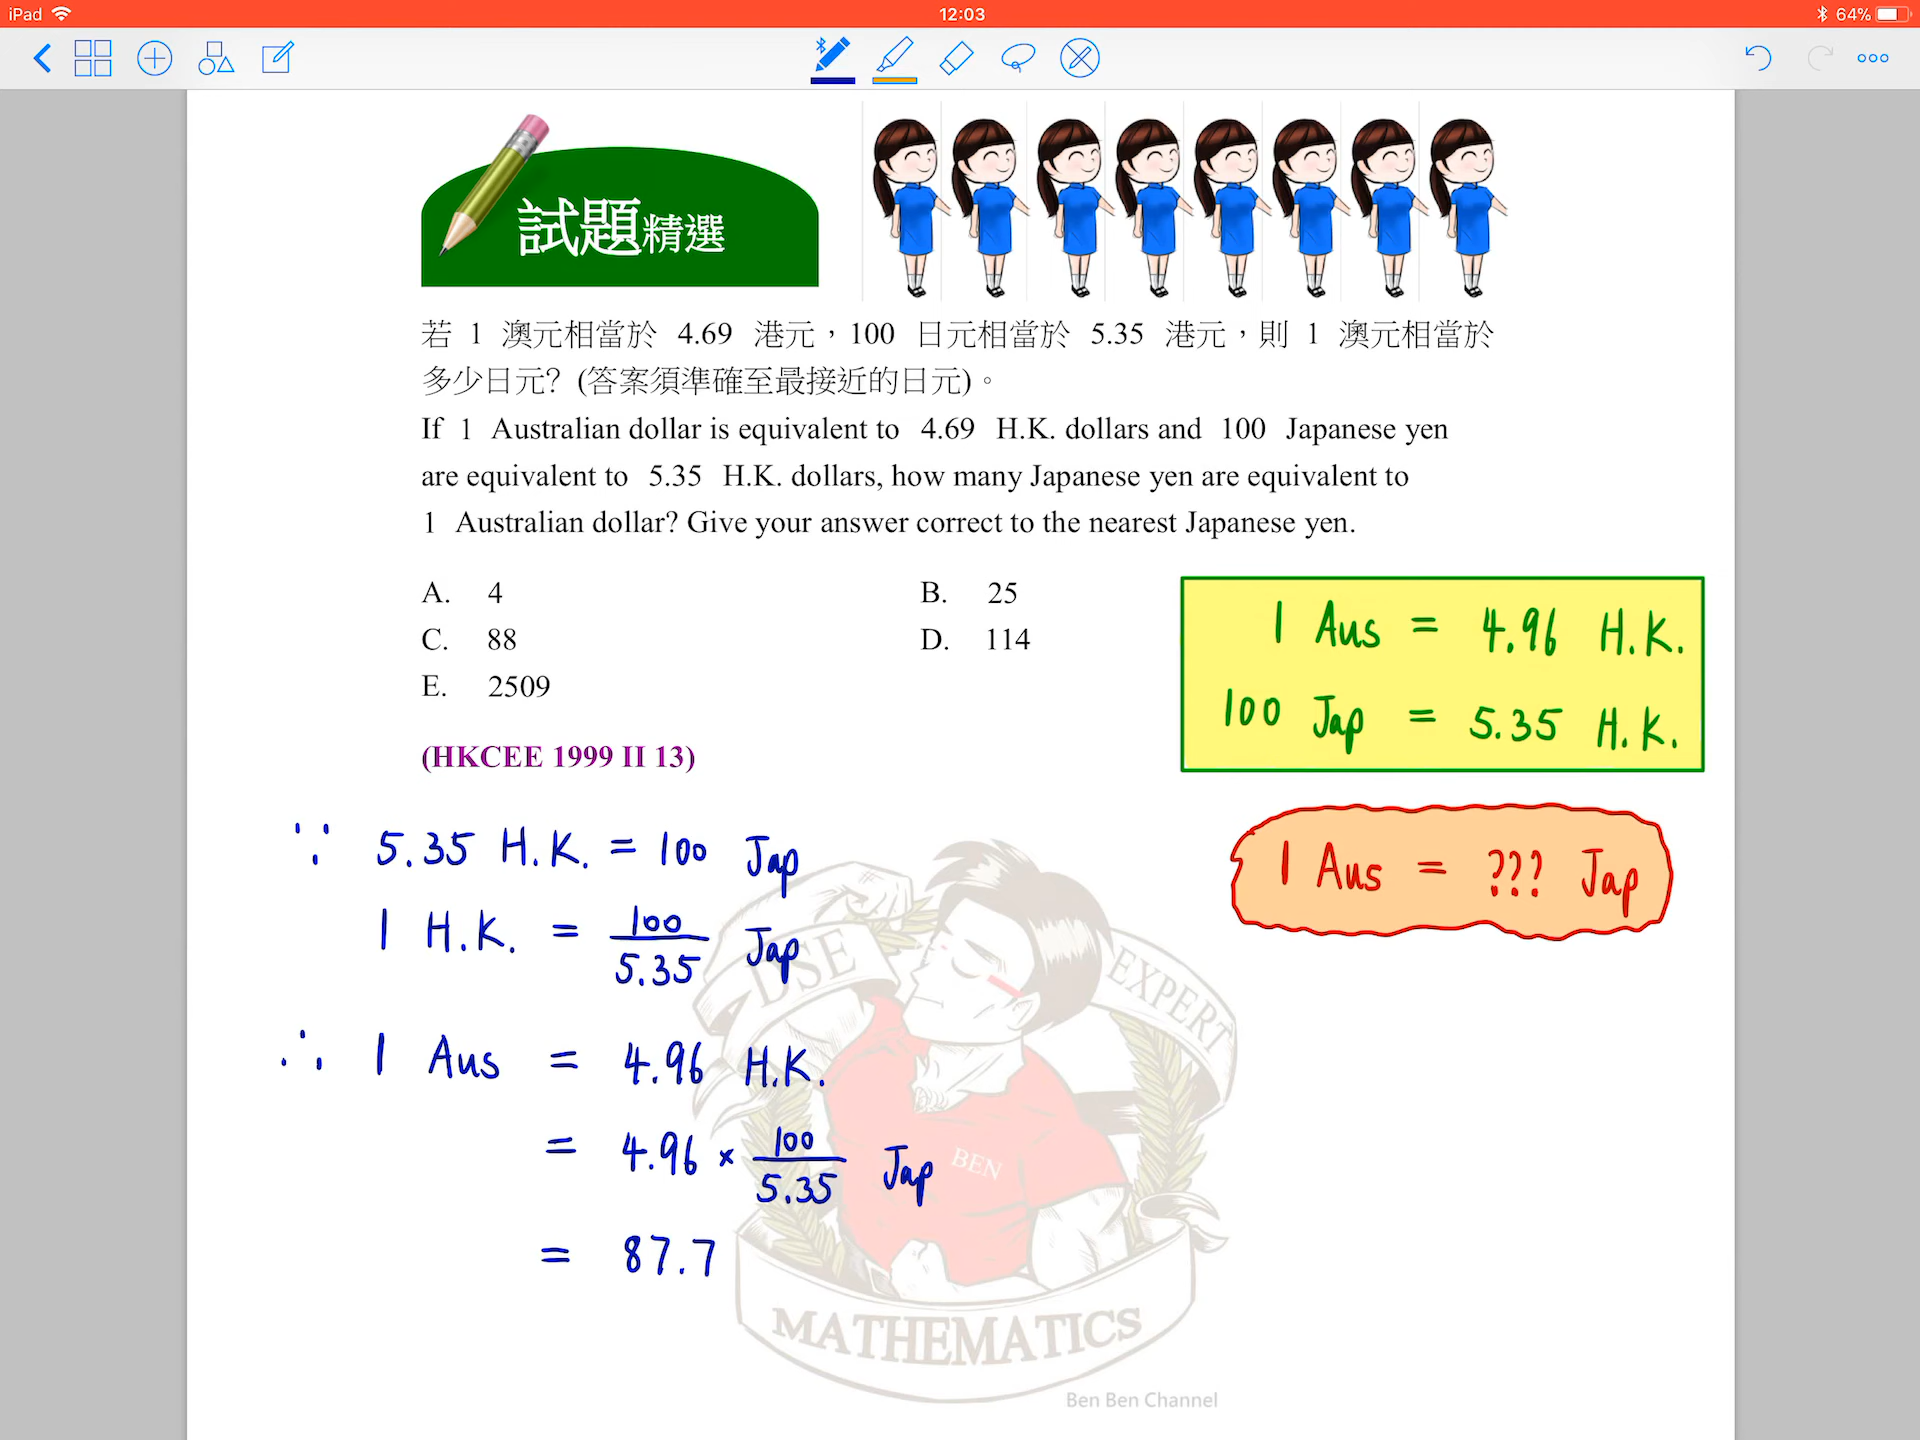 iPad
12:03
64%
試題精選
若 1 澳元相當於 4.69 港元，100 日元相當於 5.35 港元，則 1 澳元相當於
多少日元? (答案須準確至最接近的日元)。
If 1 Australian dollar is equivalent to 4.69 H.K. dollars and 100 Japanese yen
are equivalent to 5.35 H.K. dollars, how many Japanese yen are equivalent to
1 Australian dollar? Give your answer correct to the nearest Japanese yen.
A. 4 B. 25
C. 88 D. 114
E. 2509
(HKCEE 1999 II 13)
1 Aus = 4.96 H.K.
100 Jap = 5.35 H.K.
1 Aus = ??? Jap
∵ 5.35 H.K. = 100 Jap
1 H.K. = 100/5.35 Jap
∴ 1 Aus = 4.96 H.K.
= 4.96 × 100/5.35 Jap
= 87.7
DSE EXPERT
BEN
MATHEMATICS
Ben Ben Channel